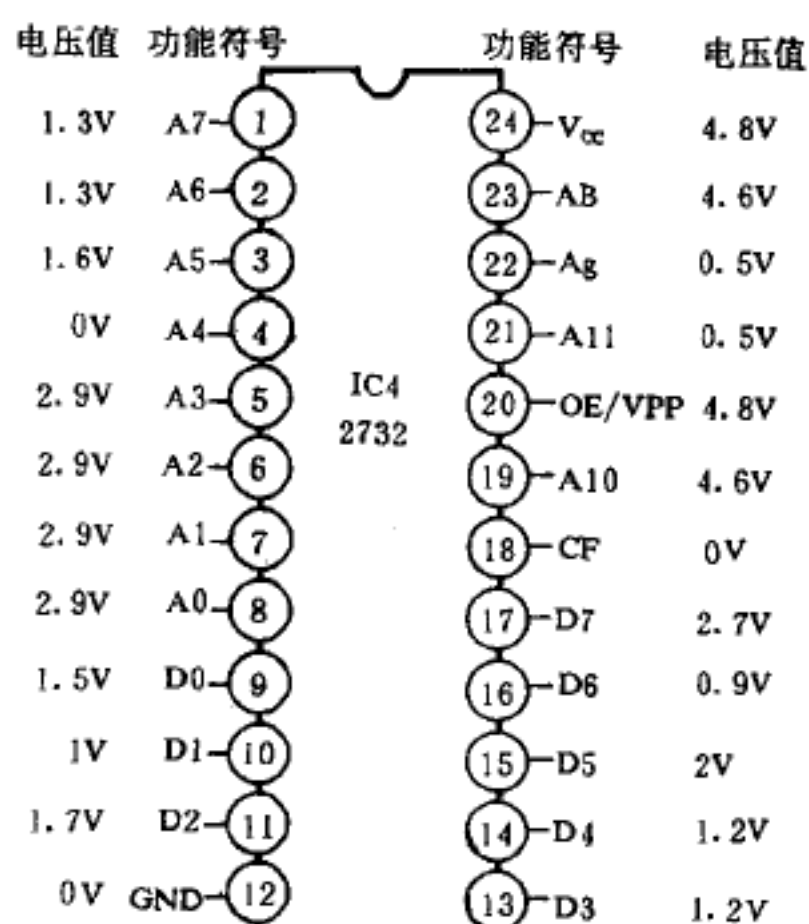 电压值 功能符号 功能符号 电压值
1.3V A7 1 24 Vcc 4.8V
1.3V A6 2 23 AB 4.6V
1.6V A5 3 22 Ag 0.5V
0V A4 4 21 A11 0.5V
2.9V A3 5 IC4 20 OE/VPP 4.8V
2732
2.9V A2 6 19 A10 4.6V
2.9V A1 7 18 CF 0V
2.9V A0 8 17 D7 2.7V
1.5V D0 9 16 D6 0.9V
1V D1 10 15 D5 2V
1.7V D2 11 14 D4 1.2V
0V GND 12 13 D3 1.2V